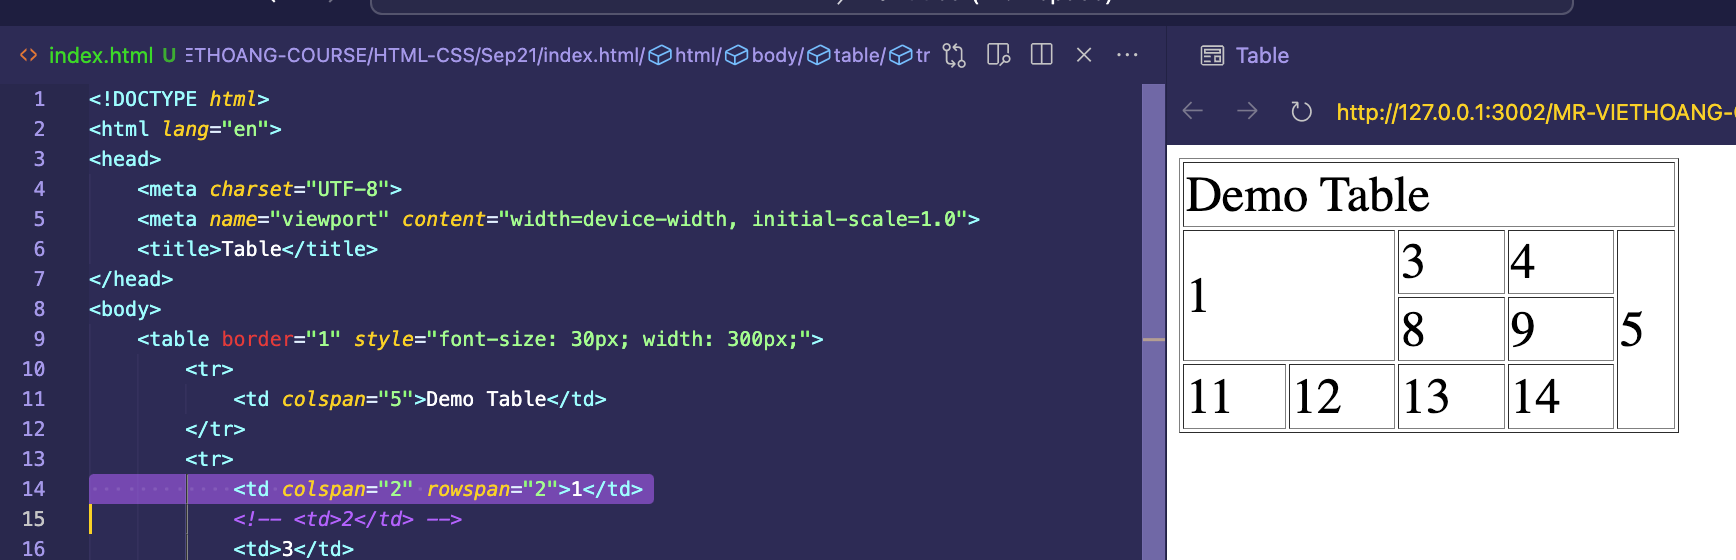 index.html U ETHOANG-COURSE/HTML-CSS/Sep21/index.html/ html/ body/ table/ tr
Table
http://127.0.0.1:3002/MR-VIETHOANG-
1 <!DOCTYPE html>
2 <html lang="en">
3 <head>
4 <meta charset="UTF-8">
5 <meta name="viewport" content="width=device-width, initial-scale=1.0">
6 <title>Table</title>
7 </head>
8 <body>
9 <table border="1" style="font-size: 30px; width: 300px;">
10 <tr>
11 <td colspan="5">Demo Table</td>
12 </tr>
13 <tr>
14 <td colspan="2" rowspan="2">1</td>
15 <!-- <td>2</td> -->
16 <td>3</td>
Demo Table
1 3 4 5
8 9
11 12 13 14